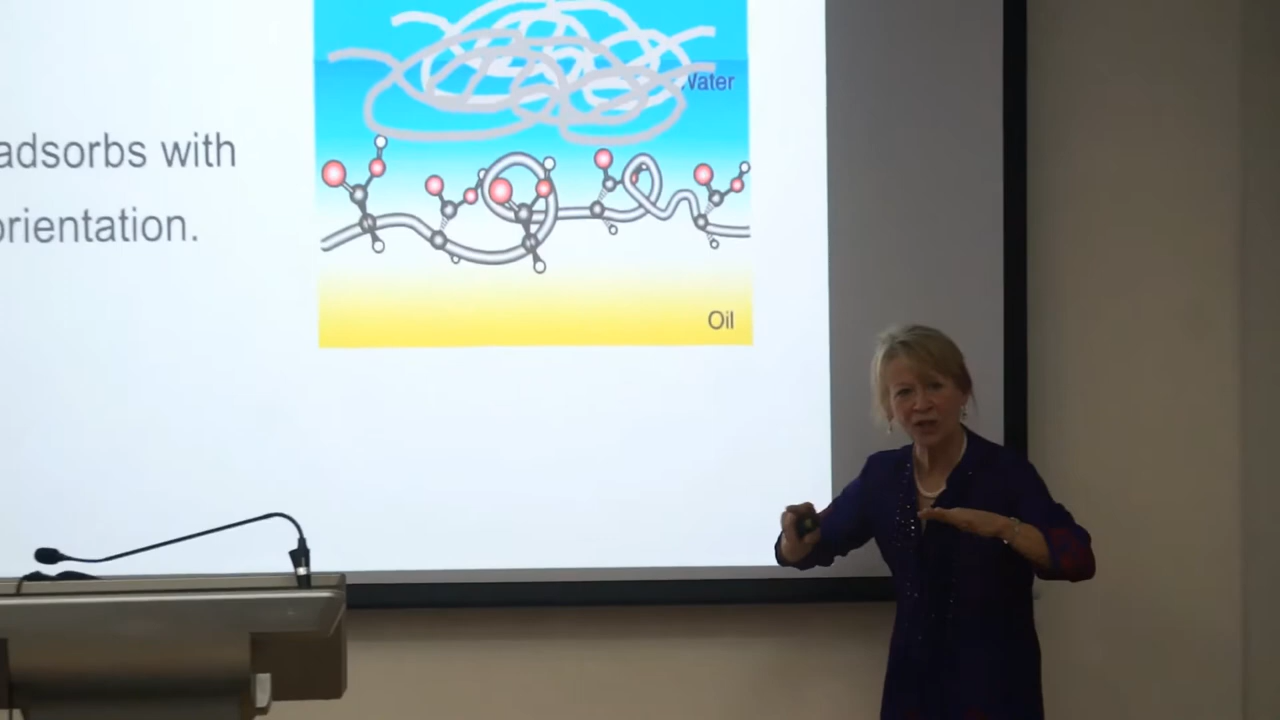 Water
adsorbs with
orientation.
Oil